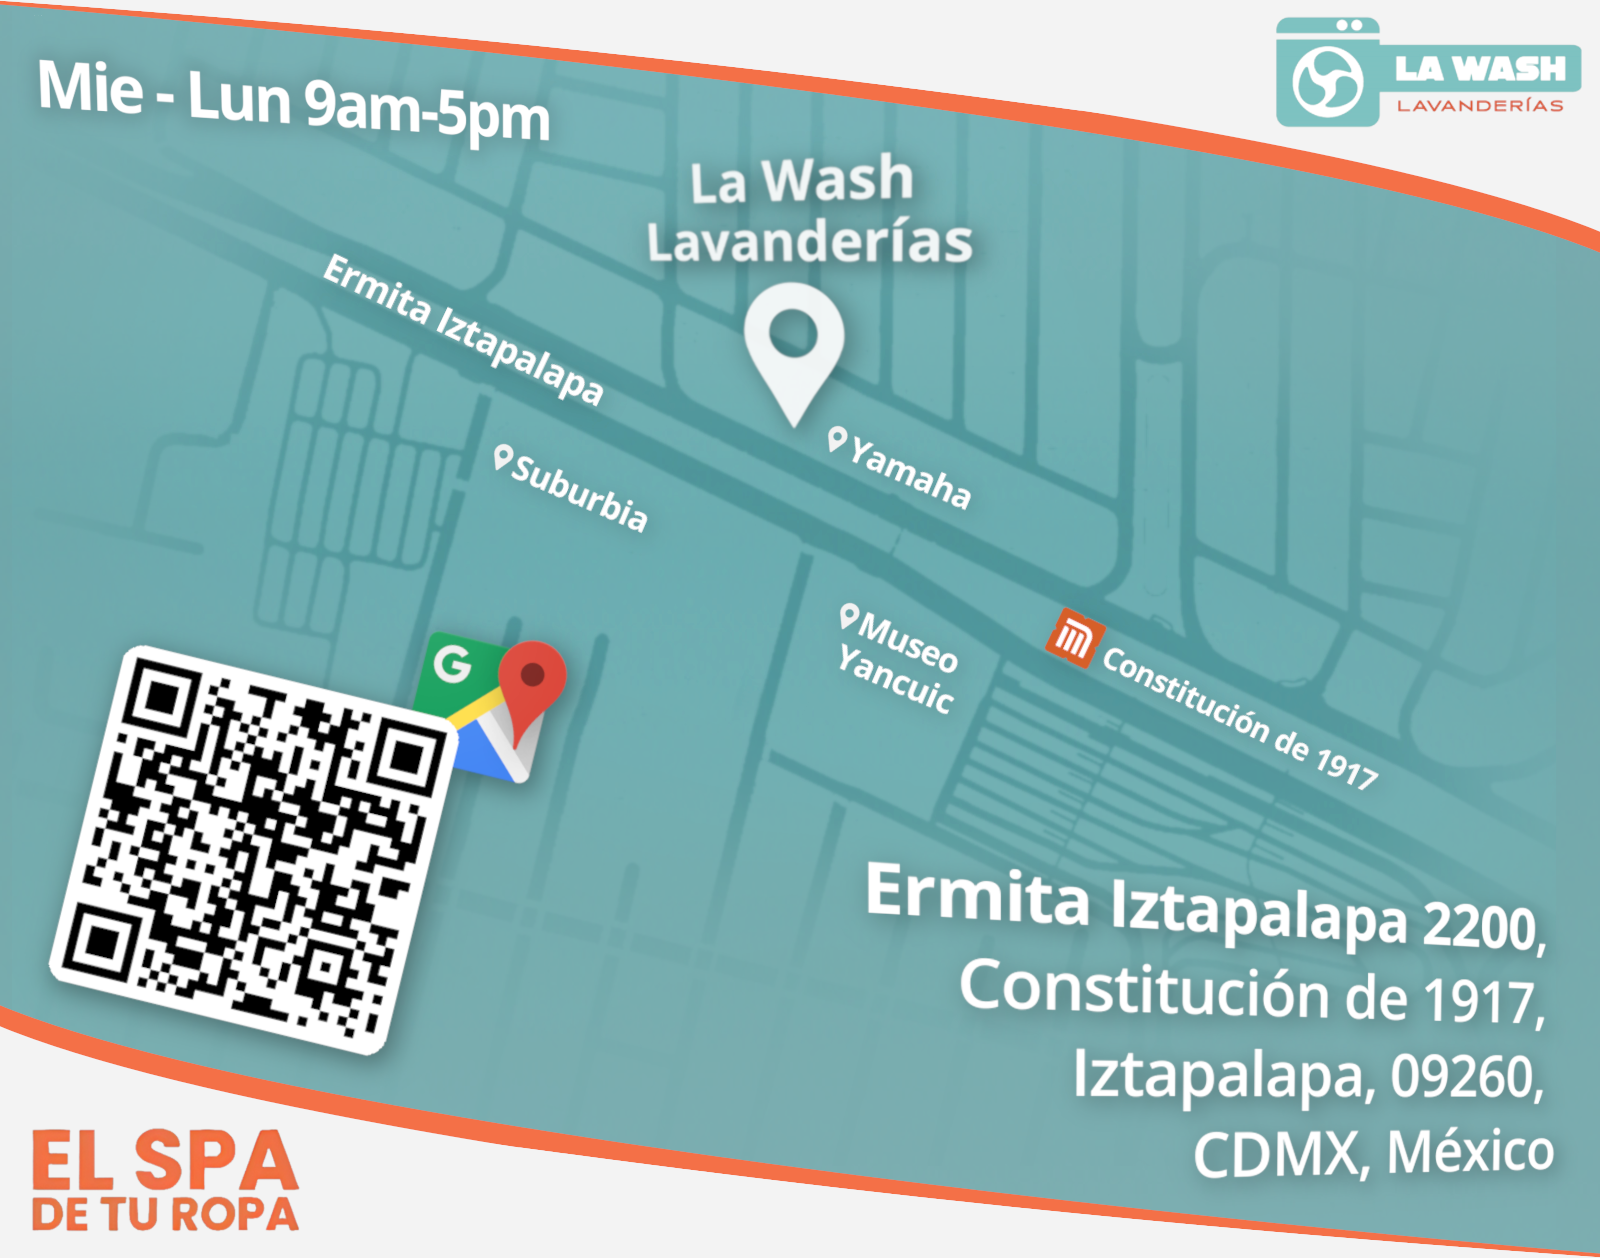 Mie - Lun 9am-5pm
LA WASH
LAVANDERÍAS
La Wash
Lavanderías
Ermita Iztapalapa
Yamaha
Suburbia
Museo
Yancuic
Constitución de 1917
G
Ermita Iztapalapa 2200,
Constitución de 1917,
Iztapalapa, 09260,
CDMX, México
EL SPA
DE TU ROPA